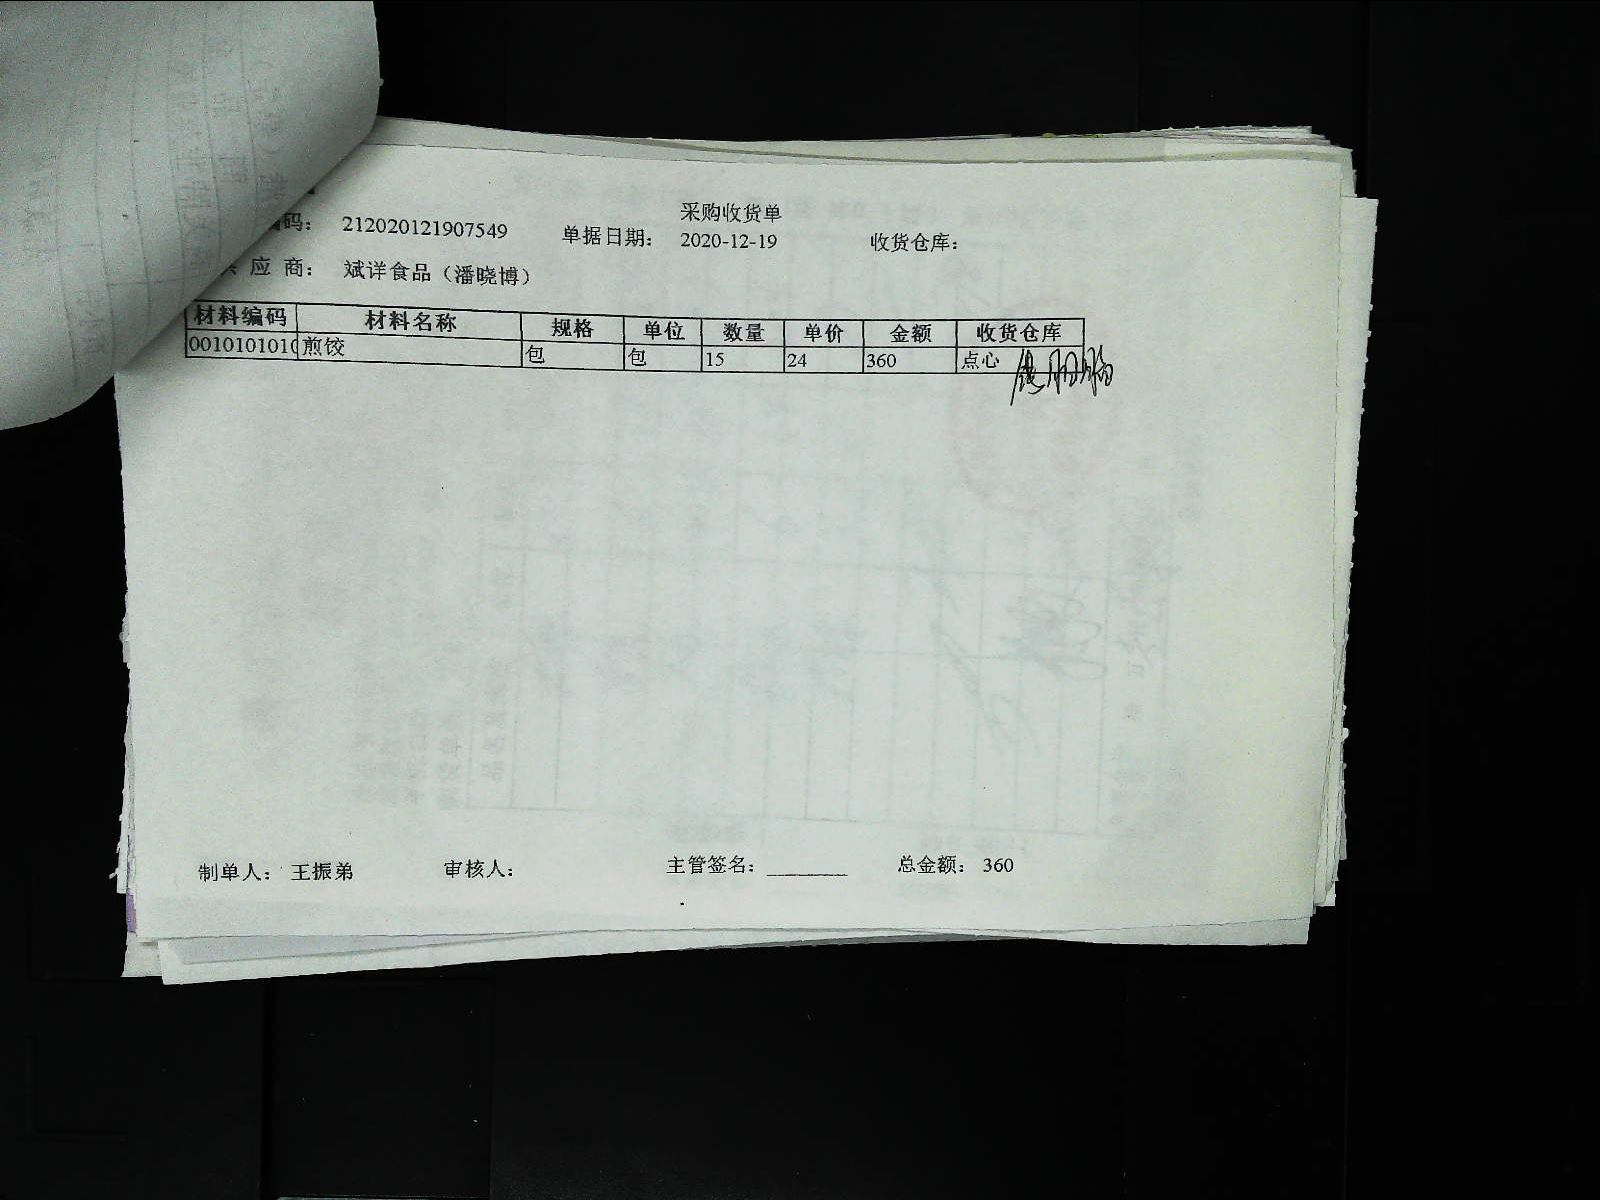 采购收货单
码： 212020121907549 单据日期： 2020-12-19 收货仓库：
应 商： 斌洋食品（潘晓博）
材料编码 材料名称 规格 单位 数量 单价 金额 收货仓库
0010101010 煎饺 包 包 15 24 360 点心
制单人： 王振弟 审核人： 主管签名： 总金额： 360